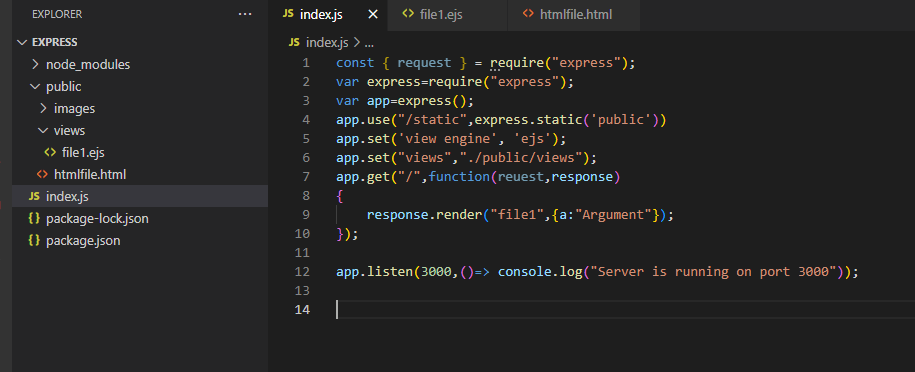 EXPLORER ...
EXPRESS
node_modules
public
images
views
<> file1.ejs
<> htmlfile.html
JS index.js
{} package-lock.json
{} package.json
JS index.js × <> file1.ejs <> htmlfile.html
JS index.js > ...
1 const { request } = require("express");
2 var express=require("express");
3 var app=express();
4 app.use("/static",express.static('public'))
5 app.set('view engine', 'ejs');
6 app.set("views","./public/views");
7 app.get("/",function(reuest,response)
8 {
9 response.render("file1",{a:"Argument"});
10 });
11
12 app.listen(3000,()=> console.log("Server is running on port 3000"));
13
14